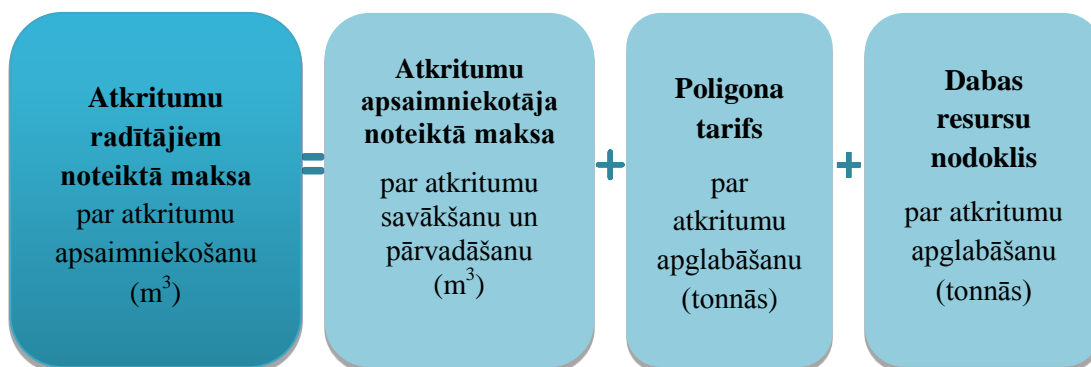 Atkritumu
radītājiem
noteiktā maksa
par atkritumu
apsaimniekošanu
(m³)
=
Atkritumu
apsaimniekotāja
noteiktā maksa
par atkritumu
savākšanu un
pārvadāšanu
(m³)
+
Poligona
tarifs
par
atkritumu
apglabāšanu
(tonnās)
+
Dabas
resursu
nodoklis
par atkritumu
apglabāšanu
(tonnās)